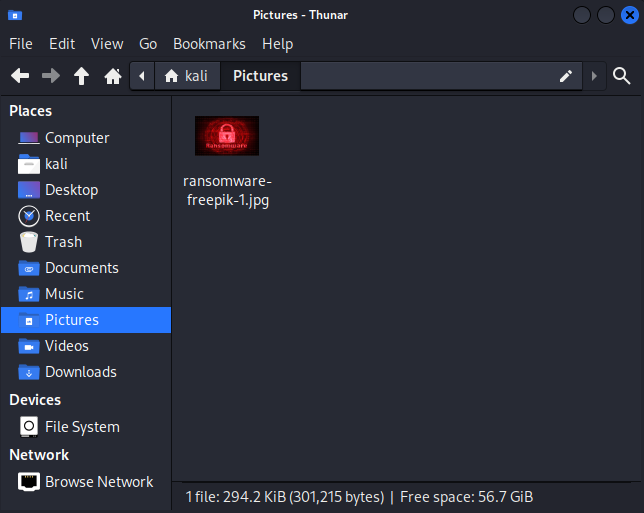 Pictures - Thunar
File Edit View Go Bookmarks Help
kali Pictures
Places
Computer
kali
Desktop
Recent
Trash
Documents
Music
Pictures
Videos
Downloads
Devices
File System
Network
Browse Network
Ransomware
ransomware-
freepik-1.jpg
1 file: 294.2 KiB (301,215 bytes) | Free space: 56.7 GiB